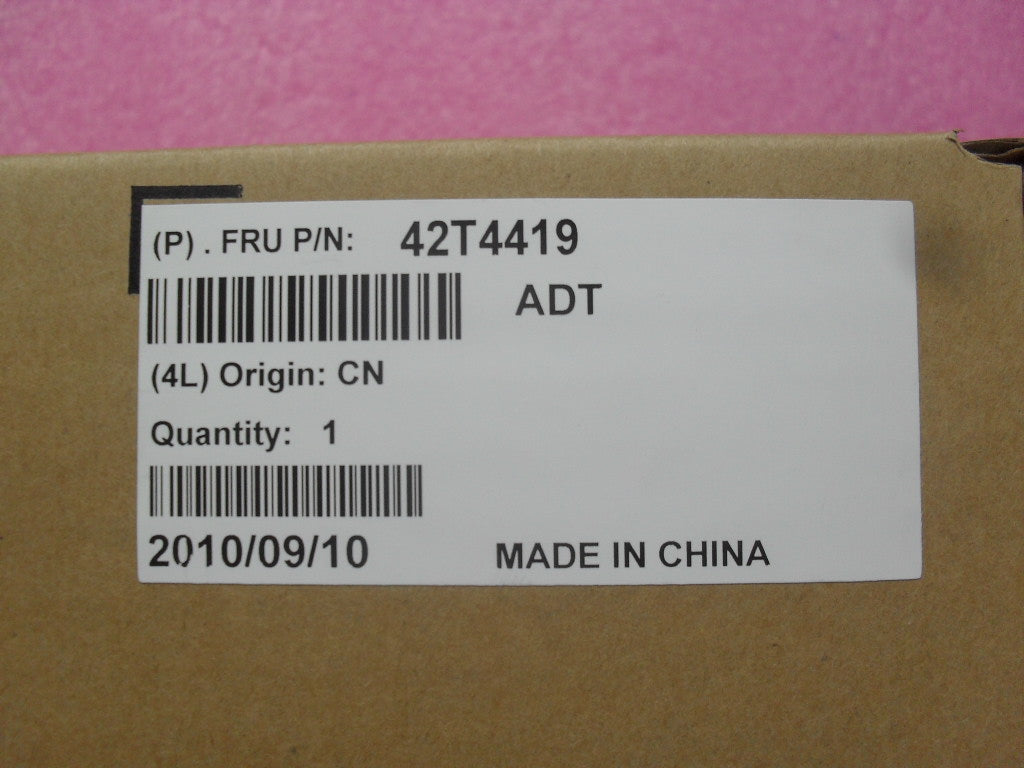 (P) . FRU P/N: 42T4419
ADT
(4L) Origin: CN
Quantity: 1
2010/09/10 MADE IN CHINA